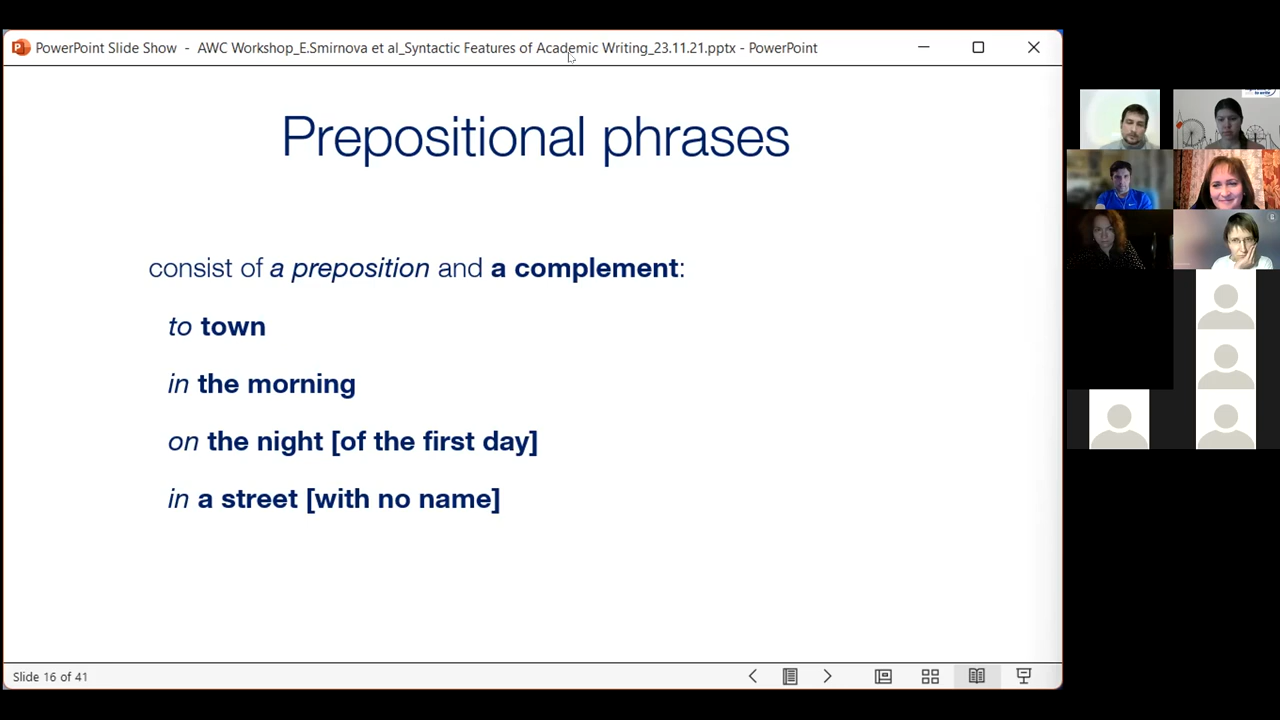 PowerPoint Slide Show - AWC Workshop_E.Smirnova et al_Syntactic Features of Academic Writing_23.11.21.pptx - PowerPoint
Prepositional phrases
consist of a preposition and a complement:
to town
in the morning
on the night [of the first day]
in a street [with no name]
Slide 16 of 41